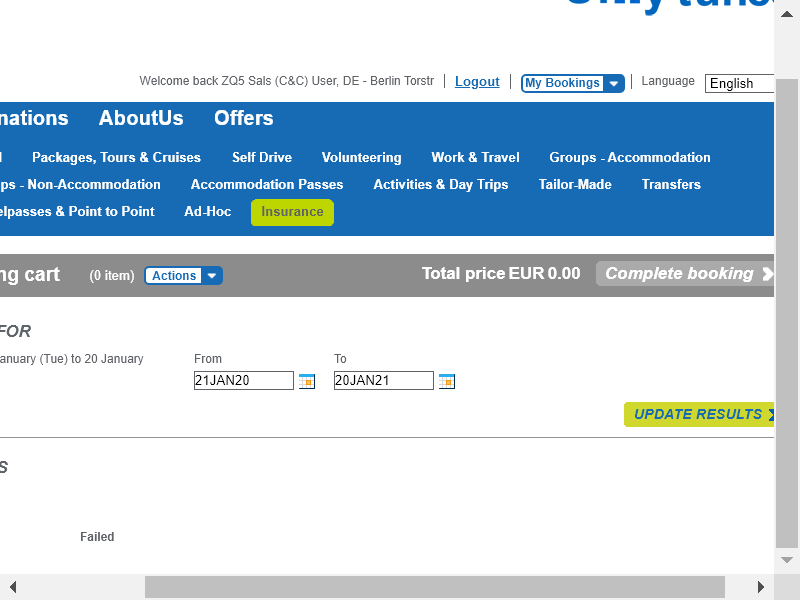 Welcome back ZQ5 Sals (C&C) User, DE - Berlin Torstr Logout My Bookings Language English
nations AboutUs Offers
Packages, Tours & Cruises Self Drive Volunteering Work & Travel Groups - Accommodation
ps - Non-Accommodation Accommodation Passes Activities & Day Trips Tailor-Made Transfers
elpasses & Point to Point Ad-Hoc Insurance
ng cart (0 item) Actions Total price EUR 0.00 Complete booking
FOR
anuary (Tue) to 20 January From To
21JAN20 20JAN21
UPDATE RESULTS
S
Failed